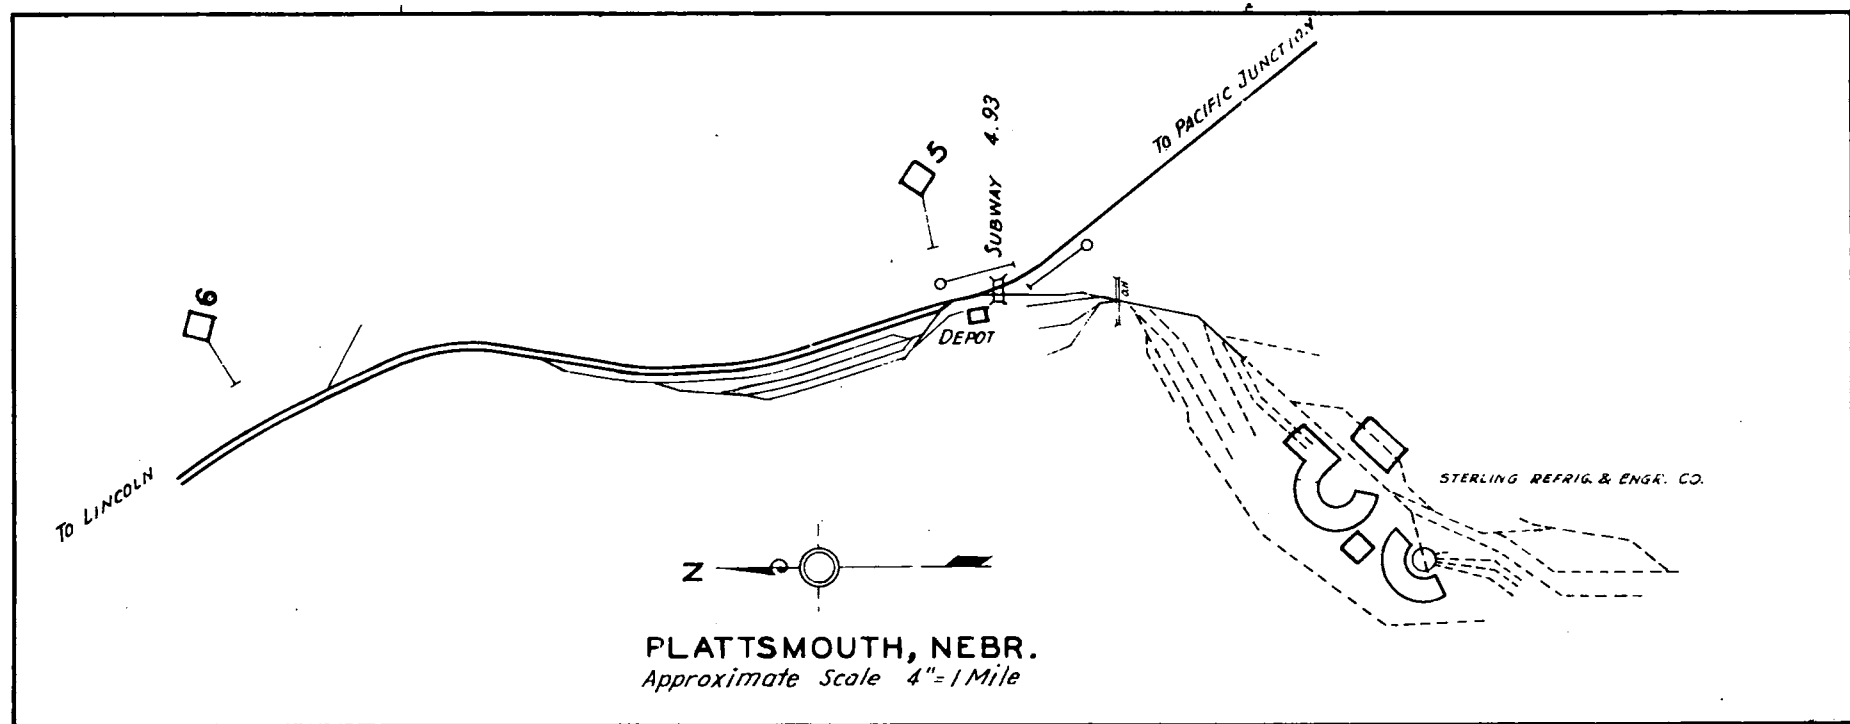 TO PACIFIC JUNCTION
SUBWAY 4.93
5
6
DEPOT
TO LINCOLN
STERLING REFRIG. & ENGR. CO.
N
PLATTSMOUTH, NEBR.
Approximate Scale 4"=1 Mile